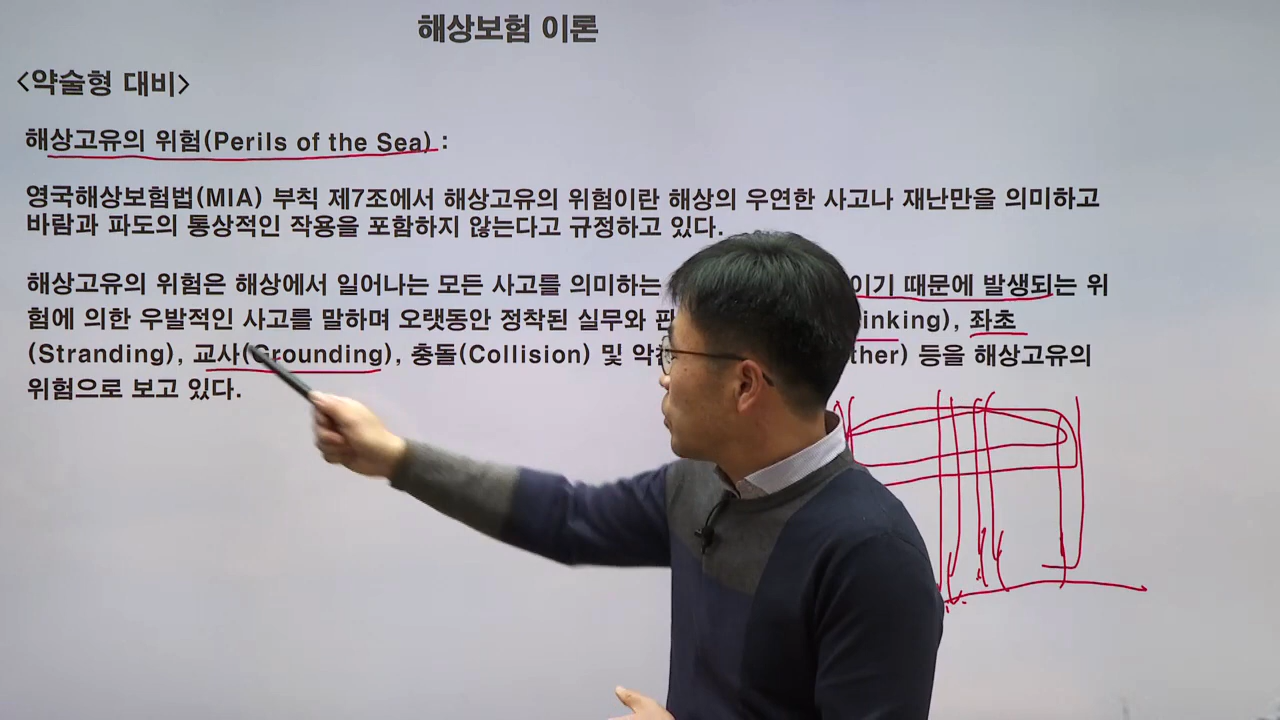 해상보험 이론
<약술형 대비>
해상고유의 위험(Perils of the Sea) :
영국해상보험법(MIA) 부칙 제7조에서 해상고유의 위험이란 해상의 우연한 사고나 재난만을 의미하고
바람과 파도의 통상적인 작용을 포함하지 않는다고 규정하고 있다.
해상고유의 위험은 해상에서 일어나는 모든 사고를 의미하는 이기 때문에 발생되는 위
험에 의한 우발적인 사고를 말하며 오랫동안 정착된 실무와 판 inking), 좌초
(Stranding), 교사(Grounding), 충돌(Collision) 및 악천 ther) 등을 해상고유의
위험으로 보고 있다.